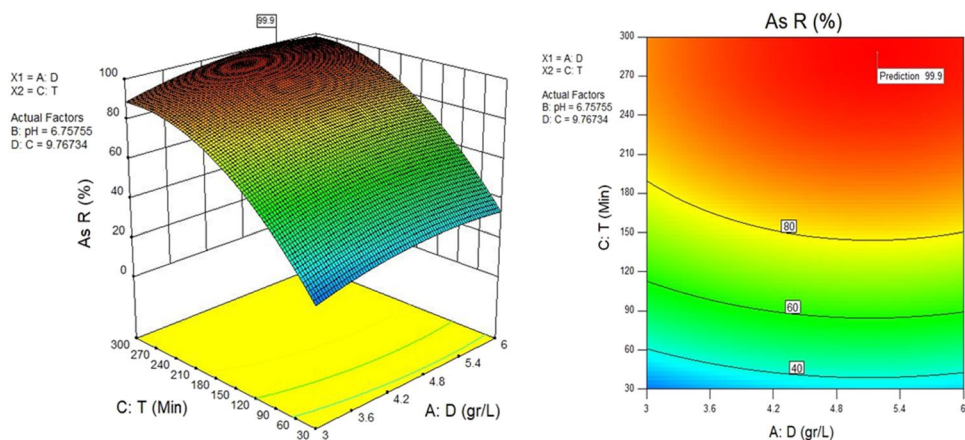 99.9
X1 = A: D
X2 = C: T
Actual Factors
B: pH = 6.75755
D: C = 9.76734
100
80
60
40
20
0
As R (%)
300
270
240
210
180
150
120
90
60
30
C: T (Min)
3
3.6
4.2
4.8
5.4
6
A: D (gr/L)
As R (%)
X1 = A: D
X2 = C: T
Actual Factors
B: pH = 6.75755
D: C = 9.76734
300
270
240
210
180
150
120
90
60
30
C: T (Min)
Prediction 99.9
80
60
40
3
3.6
4.2
4.8
5.4
6
A: D (gr/L)